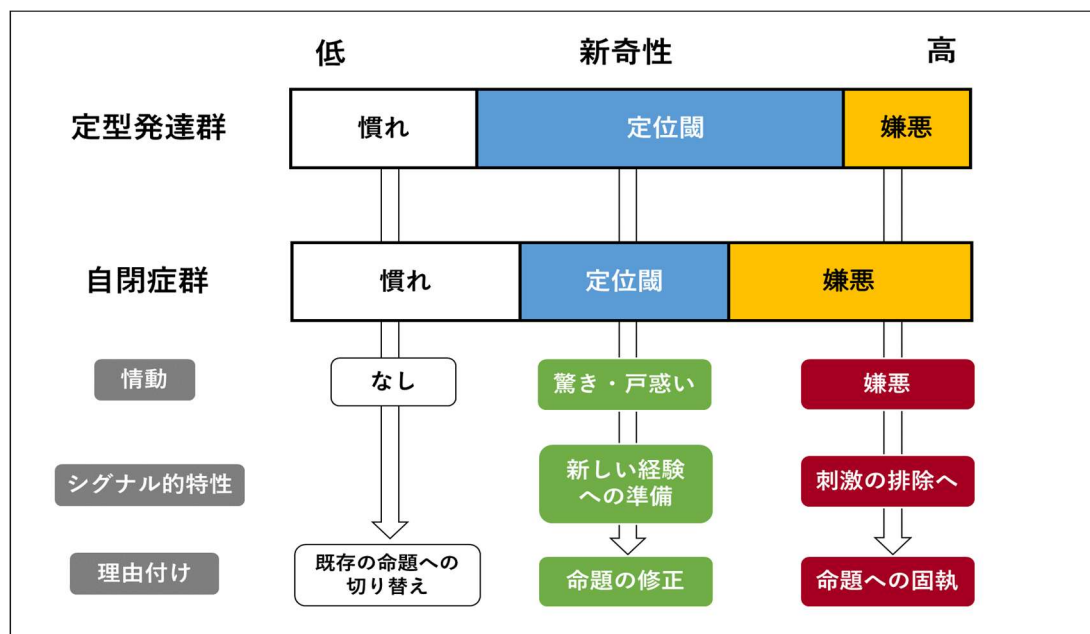 低
新奇性
高
定型発達群
慣れ
定位閾
嫌悪
自閉症群
慣れ
定位閾
嫌悪
情動
なし
驚き・戸惑い
嫌悪
シグナル的特性
新しい経験
への準備
刺激の排除へ
理由付け
既存の命題への
切り替え
命題の修正
命題への固執